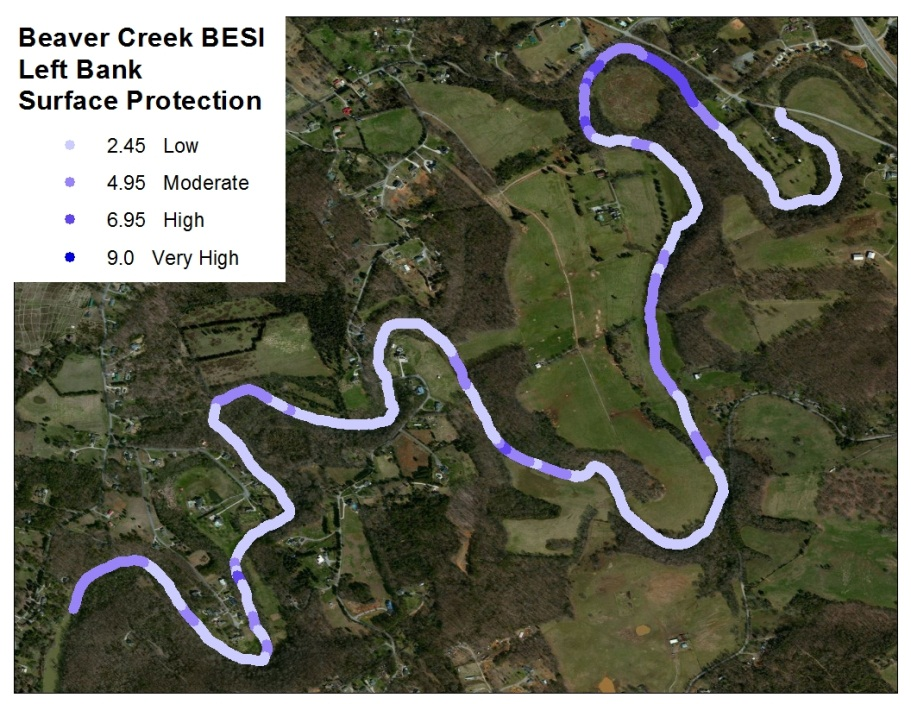 Beaver Creek BESI
Left Bank
Surface Protection
2.45 Low
4.95 Moderate
6.95 High
9.0 Very High